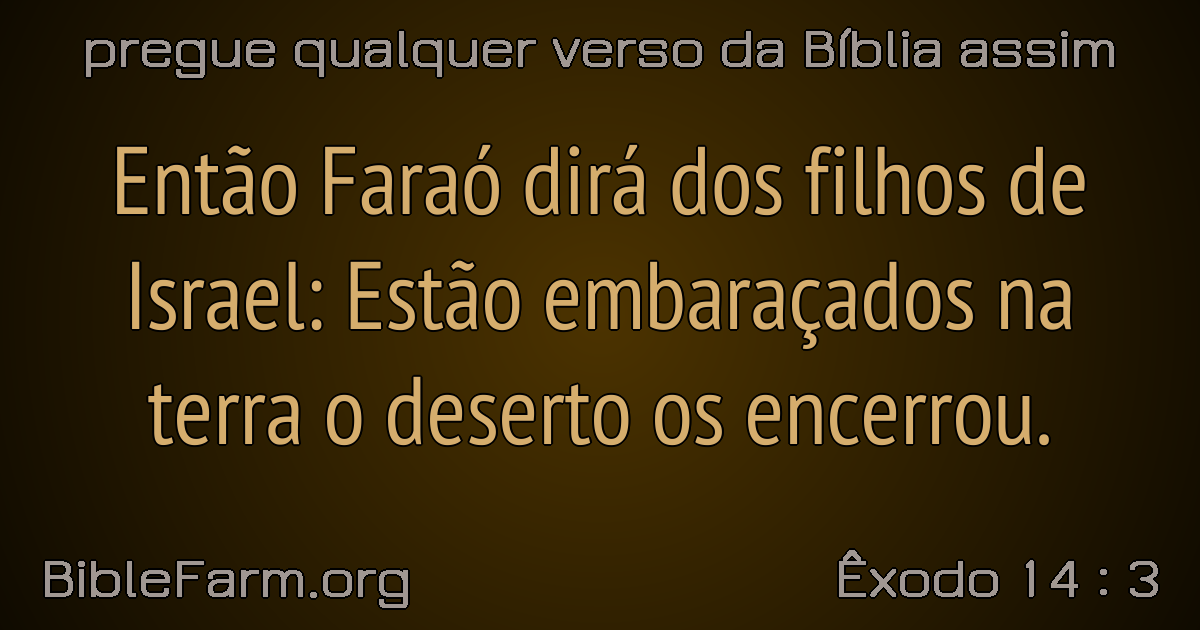 pregue qualquer verso da Bíblia assim
Então Faraó dirá dos filhos de
Israel: Estão embaraçados na
terra o deserto os encerrou.
BibleFarm.org
Êxodo 14 : 3